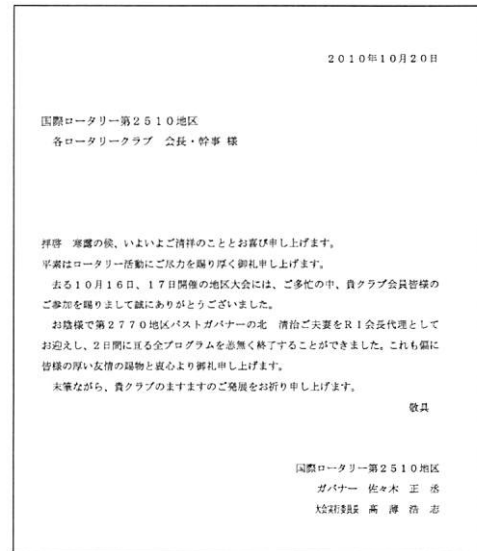 2010年10月20日
国際ロータリー第2510地区
各ロータリークラブ 会長・幹事 様
拝啓 寒露の候、いよいよご清祥のこととお喜び申し上げます。
平素はロータリー活動にご尽力を賜り厚く御礼申し上げます。
去る10月16日、17日開催の地区大会には、ご多忙の中、貴クラブ会員皆様の
ご参加を賜りまして誠にありがとうございました。
お陰様で第2770地区パストガバナーの北 清治ご夫妻をRI会長代理として
お迎えし、2日間に亘る全プログラムを恙無く終了することができました。これも偏に
皆様の厚い友情の賜物と衷心より御礼申し上げます。
末筆ながら、貴クラブのますますのご発展をお祈り申し上げます。
敬具
国際ロータリー第2510地区
ガバナー 佐々木 正 丞
大会実行委員長 高 薄 浩 志